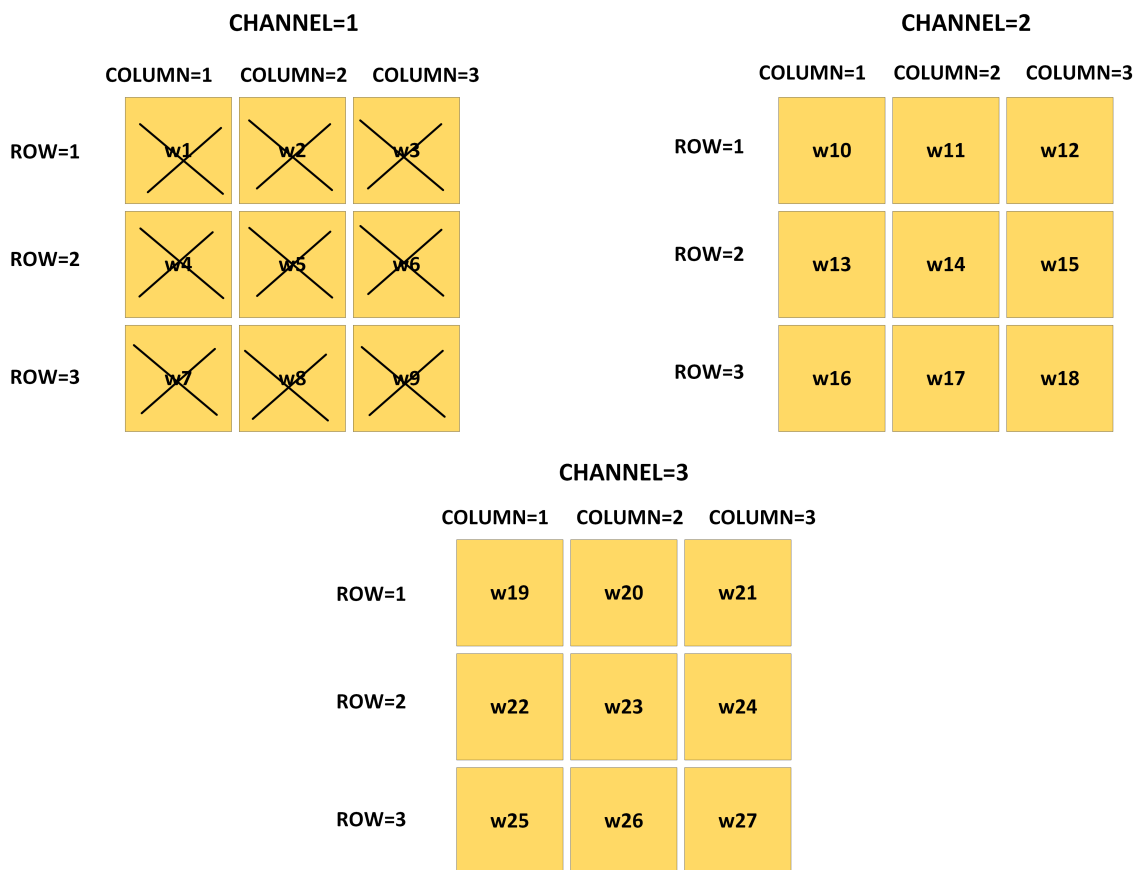 CHANNEL=1
COLUMN=1 COLUMN=2 COLUMN=3
ROW=1 w1 w2 w3
ROW=2 w4 w5 w6
ROW=3 w7 w8 w9
CHANNEL=2
COLUMN=1 COLUMN=2 COLUMN=3
ROW=1 w10 w11 w12
ROW=2 w13 w14 w15
ROW=3 w16 w17 w18
CHANNEL=3
COLUMN=1 COLUMN=2 COLUMN=3
ROW=1 w19 w20 w21
ROW=2 w22 w23 w24
ROW=3 w25 w26 w27